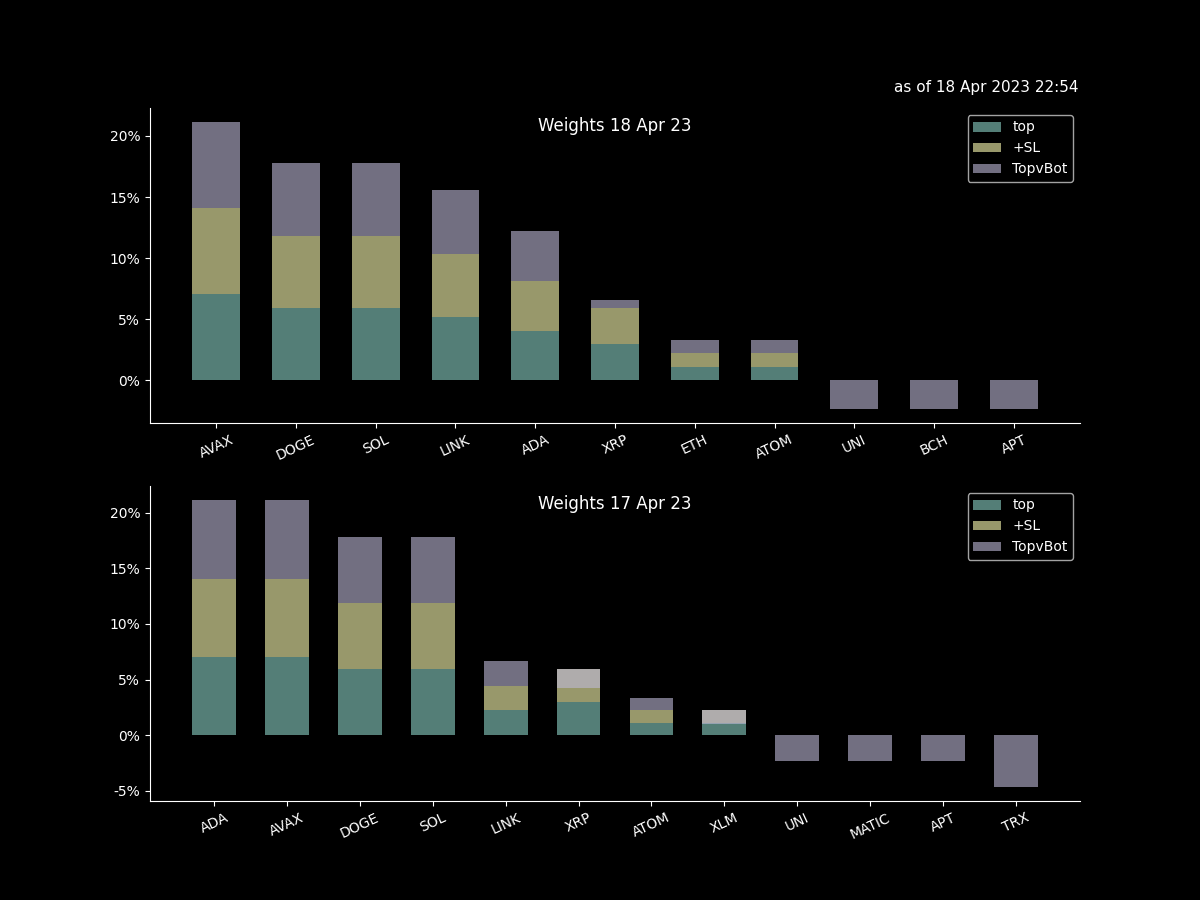 as of 18 Apr 2023 22:54
Weights 18 Apr 23
top
+SL
TopvBot
20%
15%
10%
5%
0%
AVAX DOGE SOL LINK ADA XRP ETH ATOM UNI BCH APT
Weights 17 Apr 23
top
+SL
TopvBot
20%
15%
10%
5%
0%
-5%
ADA AVAX DOGE SOL LINK XRP ATOM XLM UNI MATIC APT TRX